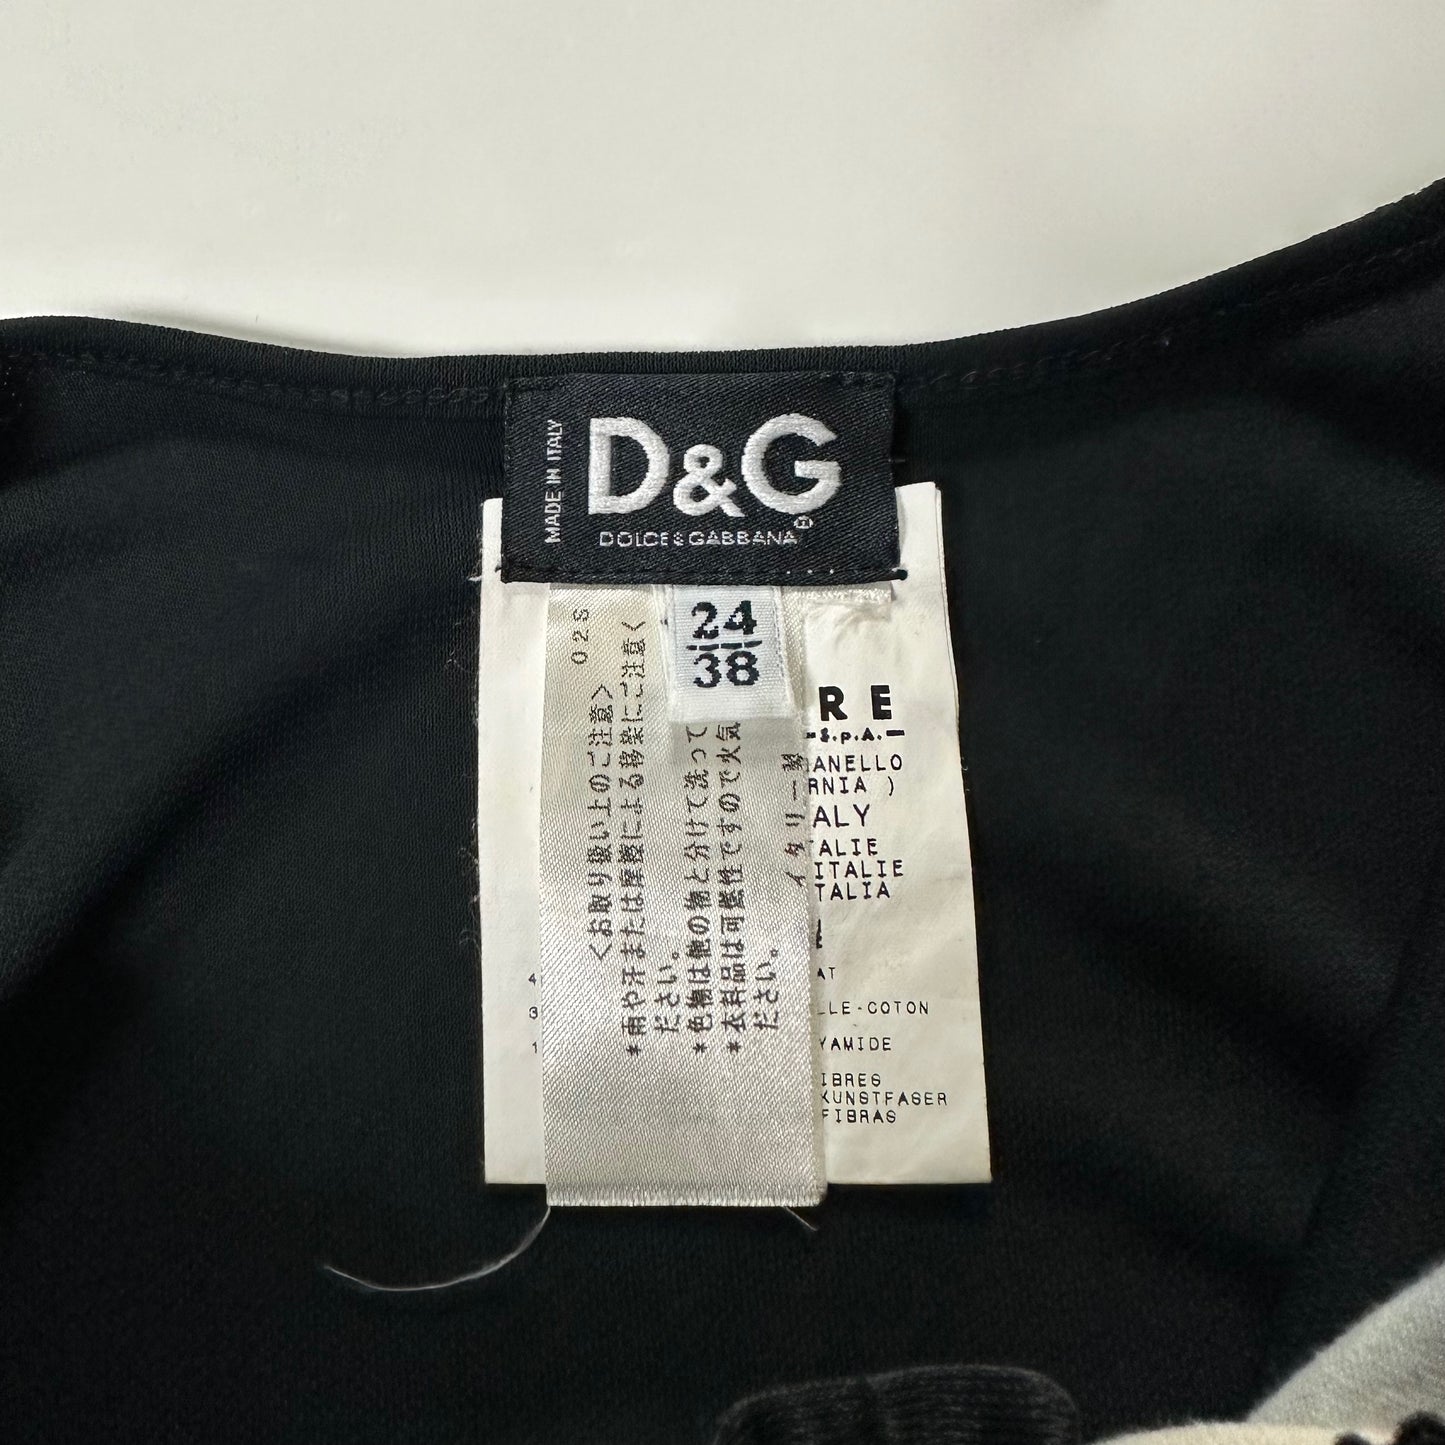 MADE IN ITALY
D&G
DOLCE & GABBANA
24
38
028
<お取り扱い上のご注意>
*雨や汗または摩擦による移染にご注意く
ださい。
*色物は他の物と分けて洗って
*衣料品は可燃性ですので火気
ださい。
イタリー製
RE
S.p.A.
ANELLO
RNIA )
ALY
TALIE
ITALIE
TALIA
AT
LLE-COTON
YAMIDE
IBRES
KUNSTFASER
FIBRAS
4
3
1